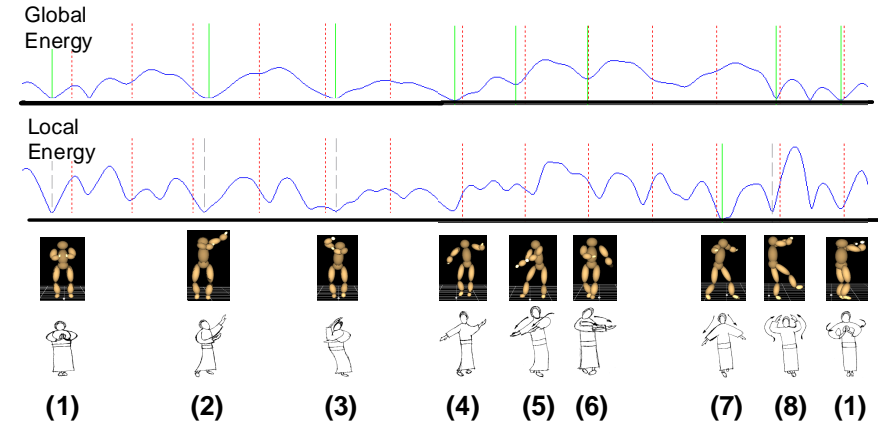 Global
Energy
Local
Energy
(1) (2) (3) (4) (5) (6) (7) (8) (1)